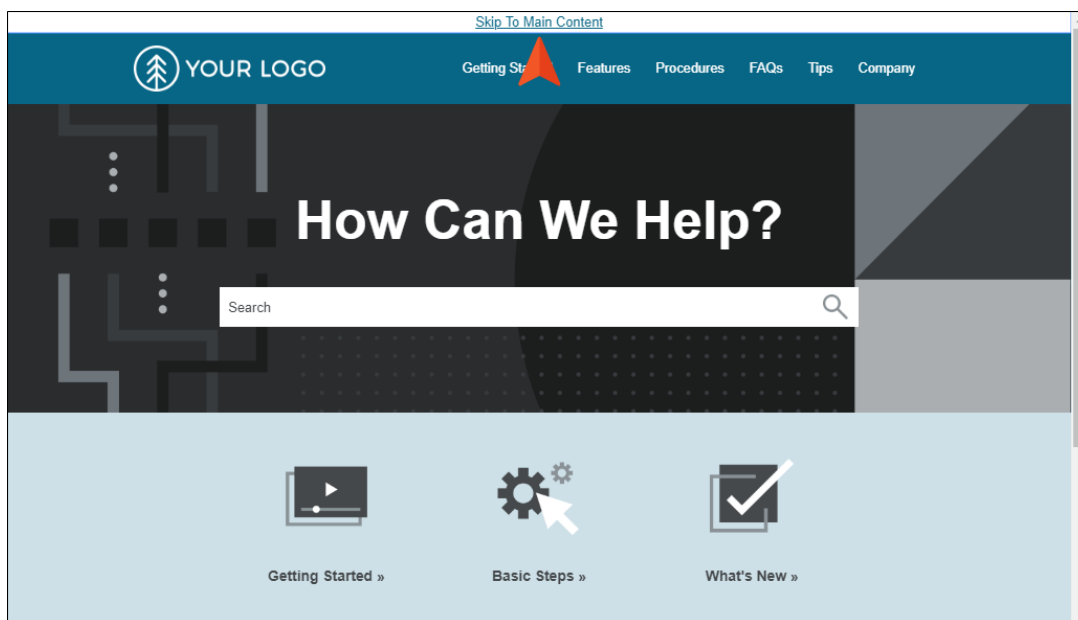 Skip To Main Content
YOUR LOGO
Getting Features Procedures FAQs Tips Company
How Can We Help?
Search
Getting Started »
Basic Steps »
What's New »